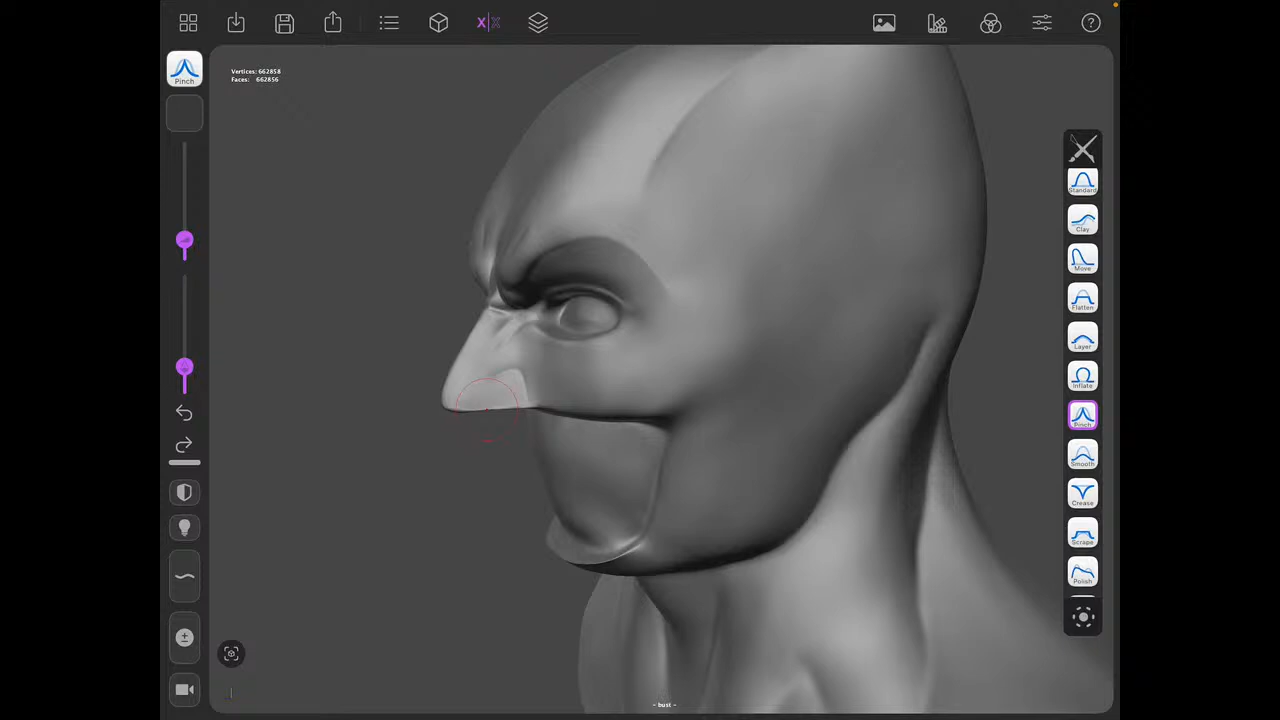 Pinch
Vertices: 662858
Faces: 662856
Standard
Clay
Move
Flatten
Layer
Inflate
Pinch
Smooth
Crease
Scrape
Polish
~ bust ~